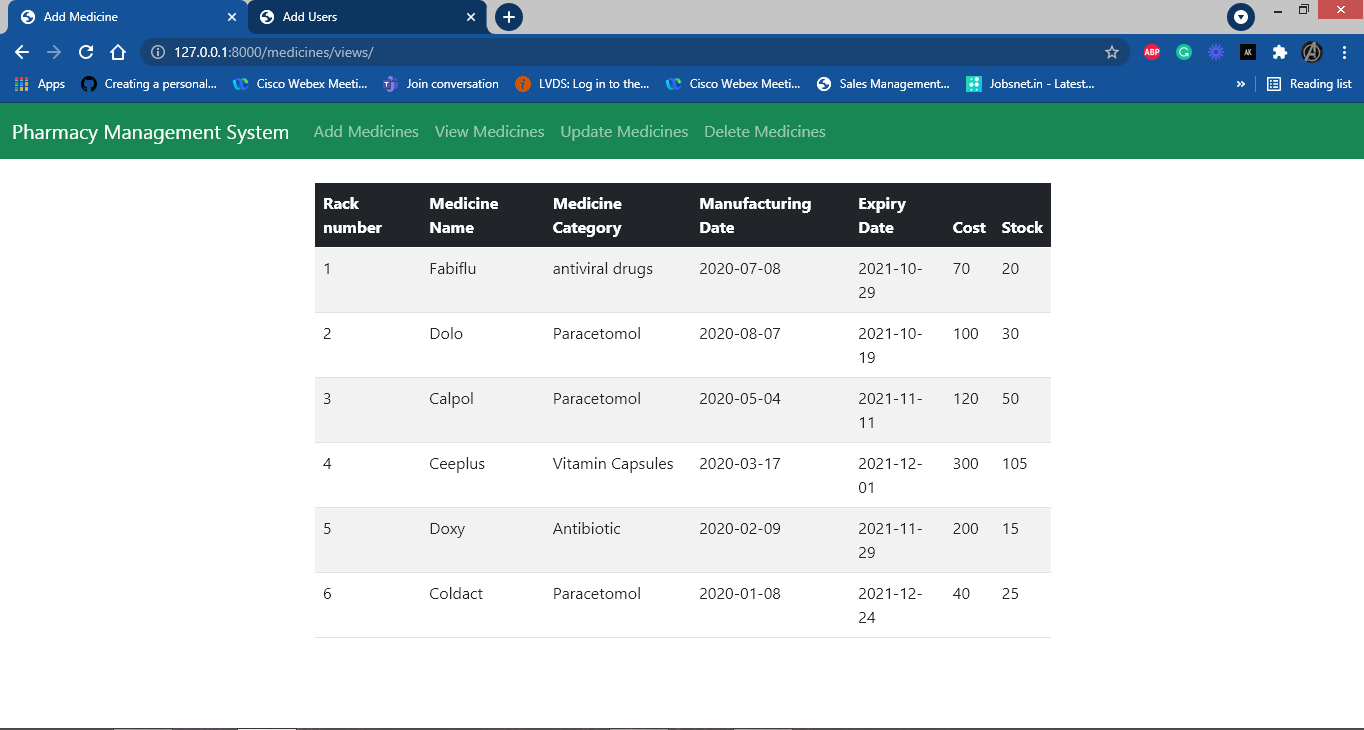 Add Medicine
Add Users
127.0.0.1:8000/medicines/views/
ABP
AK
Apps
Creating a personal...
Cisco Webex Meeti...
Join conversation
LVDS: Log in to the...
Cisco Webex Meeti...
Sales Management...
Jobsnet.in - Latest...
»
Reading list
Pharmacy Management System
Add Medicines
View Medicines
Update Medicines
Delete Medicines
Rack number Medicine Name Medicine Category Manufacturing Date Expiry Date Cost Stock
1 Fabiflu antiviral drugs 2020-07-08 2021-10-29 70 20
2 Dolo Paracetomol 2020-08-07 2021-10-19 100 30
3 Calpol Paracetomol 2020-05-04 2021-11-11 120 50
4 Ceeplus Vitamin Capsules 2020-03-17 2021-12-01 300 105
5 Doxy Antibiotic 2020-02-09 2021-11-29 200 15
6 Coldact Paracetomol 2020-01-08 2021-12-24 40 25